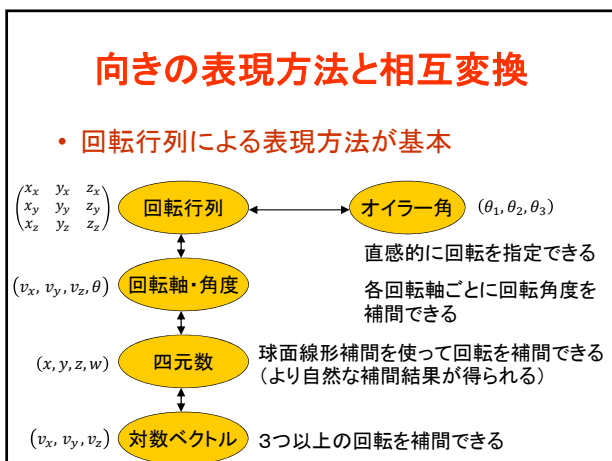 向きの表現方法と相互変換
• 回転行列による表現方法が基本
x_x y_x z_x
x_y y_y z_y
x_z y_z z_z
回転行列
オイラー角
(θ₁, θ₂, θ₃)
直感的に回転を指定できる
(v_x, v_y, v_z, θ)
回転軸・角度
各回転軸ごとに回転角度を
補間できる
(x, y, z, w)
四元数
球面線形補間を使って回転を補間できる
(より自然な補間結果が得られる)
(v_x, v_y, v_z)
対数ベクトル
3つ以上の回転を補間できる